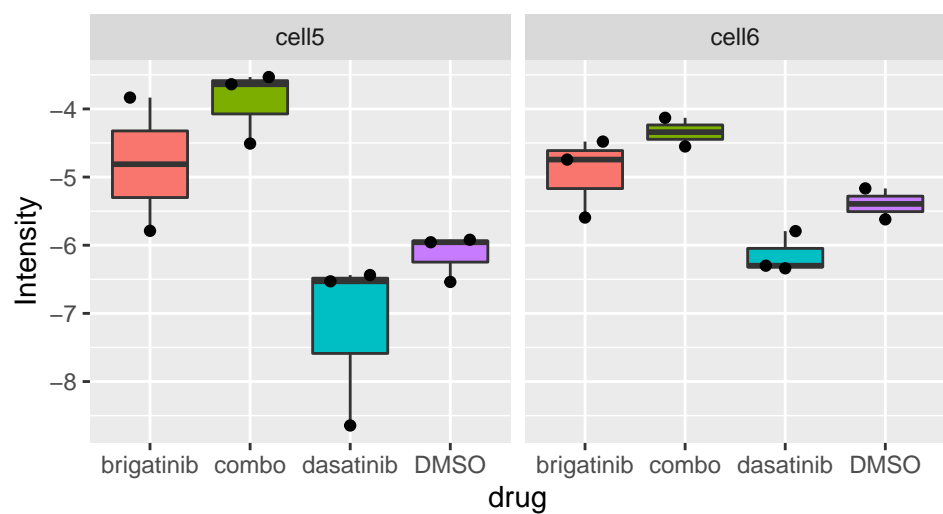 cell5 cell6
Intensity
−4
−5
−6
−7
−8
brigatinib combo dasatinib DMSO brigatinib combo dasatinib DMSO
drug